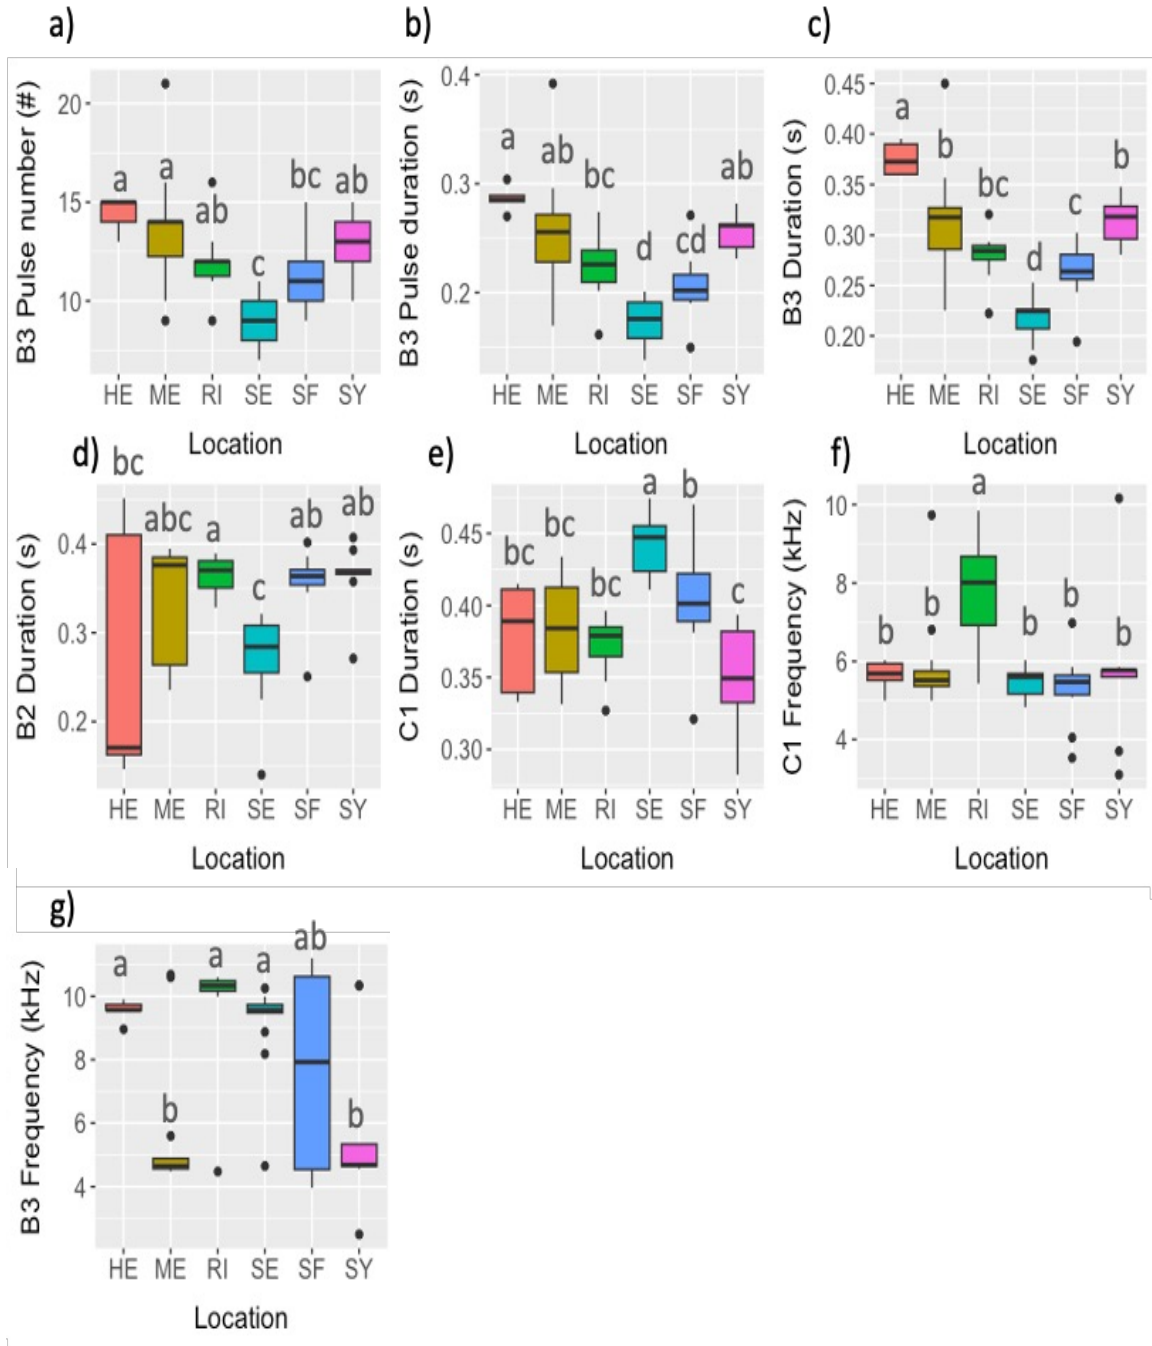 a)
B3 Pulse number (#)
20
15
10
a
a
ab
c
bc
ab
HE ME RI SE SF SY
Location
b)
B3 Pulse duration (s)
0.4
0.3
0.2
a
ab
bc
d
cd
ab
HE ME RI SE SF SY
Location
c)
B3 Duration (s)
0.45
0.40
0.35
0.30
0.25
0.20
a
b
bc
d
c
b
HE ME RI SE SF SY
Location
d)
B2 Duration (s)
0.4
0.3
0.2
bc
abc
a
c
ab
ab
HE ME RI SE SF SY
Location
e)
C1 Duration (s)
0.45
0.40
0.35
0.30
bc
bc
bc
a
b
c
HE ME RI SE SF SY
Location
f)
C1 Frequency (kHz)
10
8
6
4
b
b
a
b
b
b
HE ME RI SE SF SY
Location
g)
B3 Frequency (kHz)
10
8
6
4
a
b
a
a
ab
b
HE ME RI SE SF SY
Location